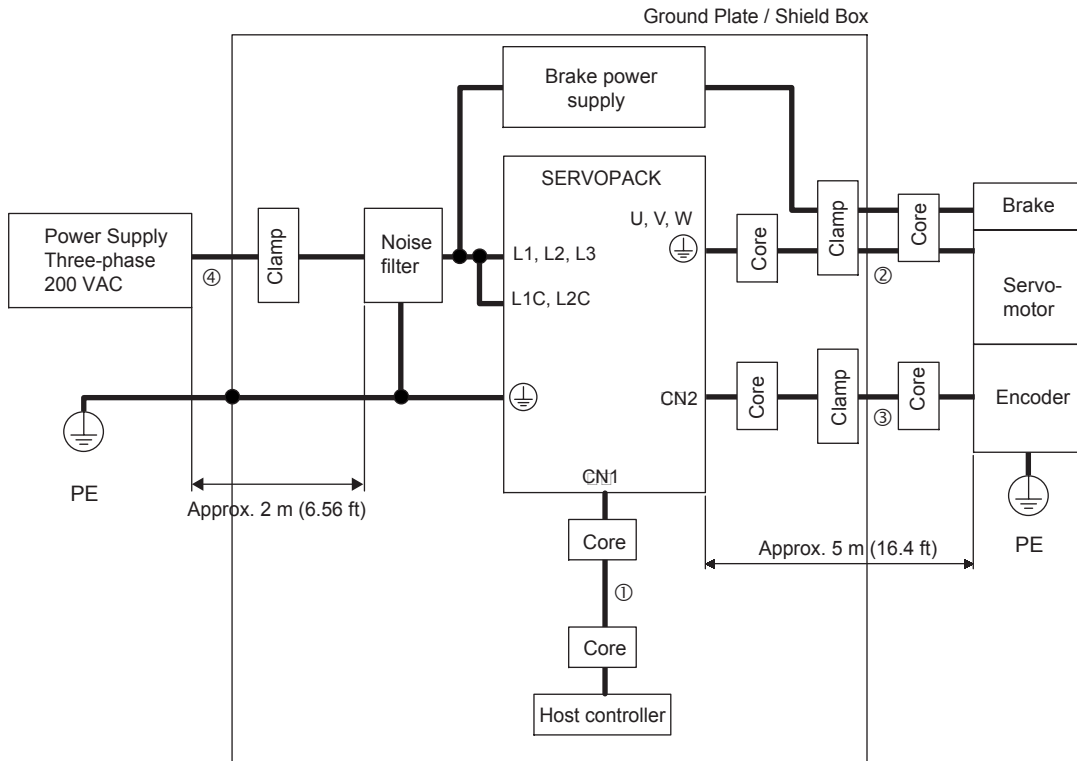 Ground Plate / Shield Box
Brake power
supply
SERVOPACK
U, V, W
Power Supply
Three-phase
200 VAC
④
Clamp
Noise
filter
L1, L2, L3
L1C, L2C
Core
Clamp
Core
②
Brake
Servo-
motor
CN2
Core
Clamp
③
Core
Encoder
PE
Approx. 2 m (6.56 ft)
CN1
Approx. 5 m (16.4 ft)
PE
Core
①
Core
Host controller